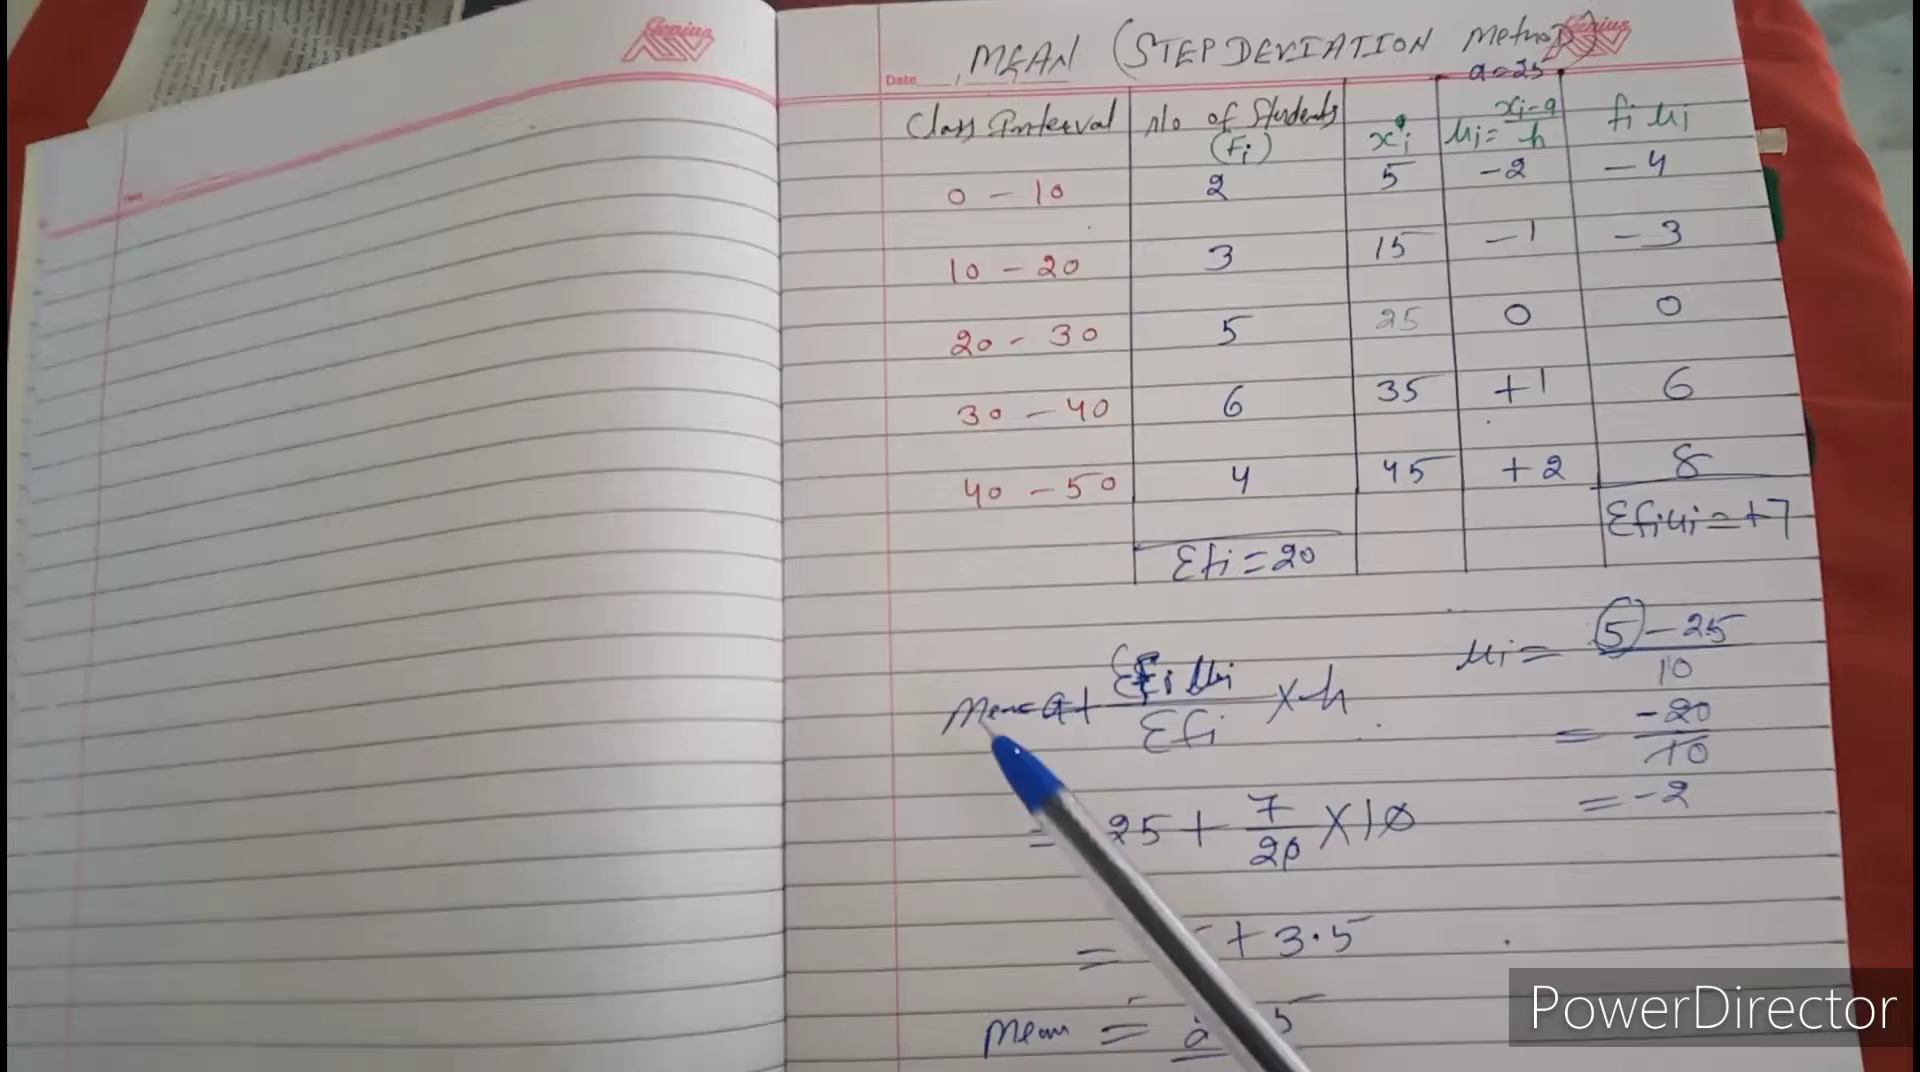 Genius
Genius
Date
MEAN (STEP DEVIATION Method)
a=25
Class Interval | No of Students (Fi) | xi | ui = xi-a/h | fi ui
0 - 10 | 2 | 5 | -2 | -4
10 - 20 | 3 | 15 | -1 | -3
20 - 30 | 5 | 25 | 0 | 0
30 - 40 | 6 | 35 | +1 | 6
40 - 50 | 4 | 45 | +2 | 8
Σfi = 20 | Σfiui = +7
Mean = a + Σfiui/Σfi × h
= 25 + 7/20 × 10
= + 3.5
Mean = 5
ui = 5 - 25/10
= -20/10
= -2
PowerDirector